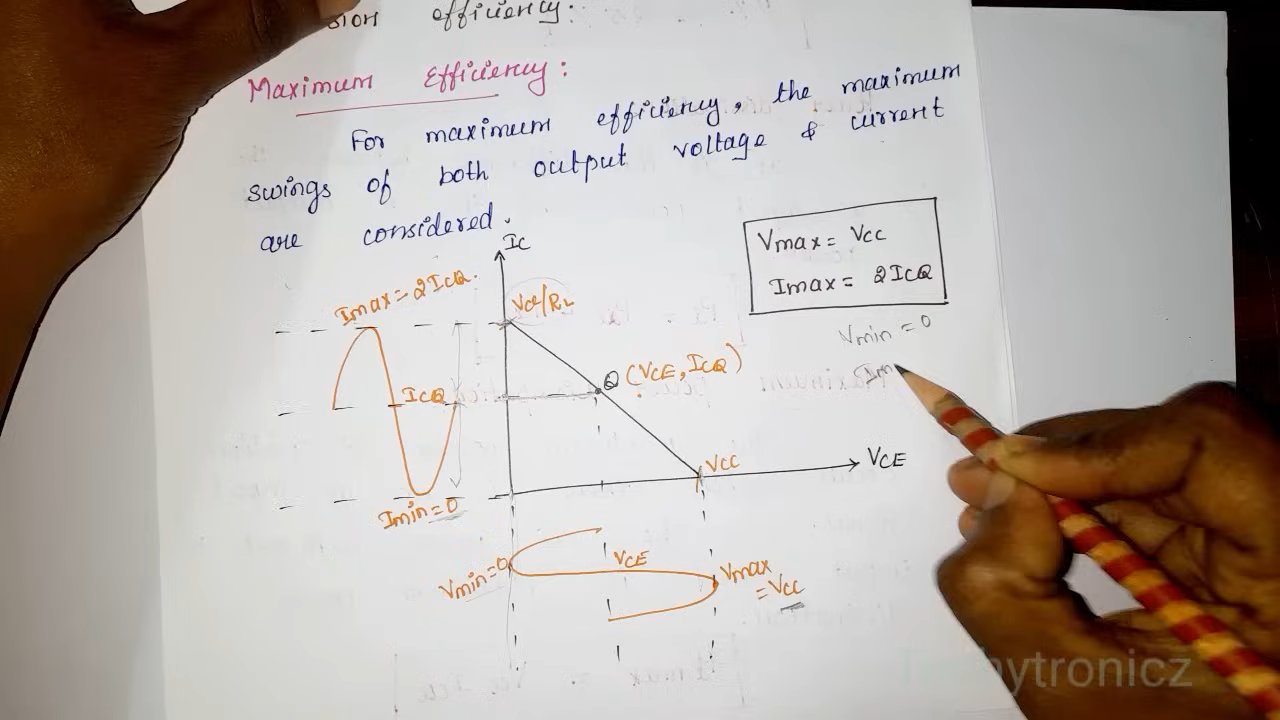 efficiency.
Maximum Efficiency:
For maximum efficiency, the maximum
swings of both output voltage & current
are considered.
Vmax = Vcc
Imax = 2IcQ
Vmin = 0
Im
Ic
Imax = 2IcQ.
Vcc/RL
Q (VCE, IcQ)
IcQ
VCC
VCE
Imin = 0
Vmin = 0
VCE
Vmax
= Vcc